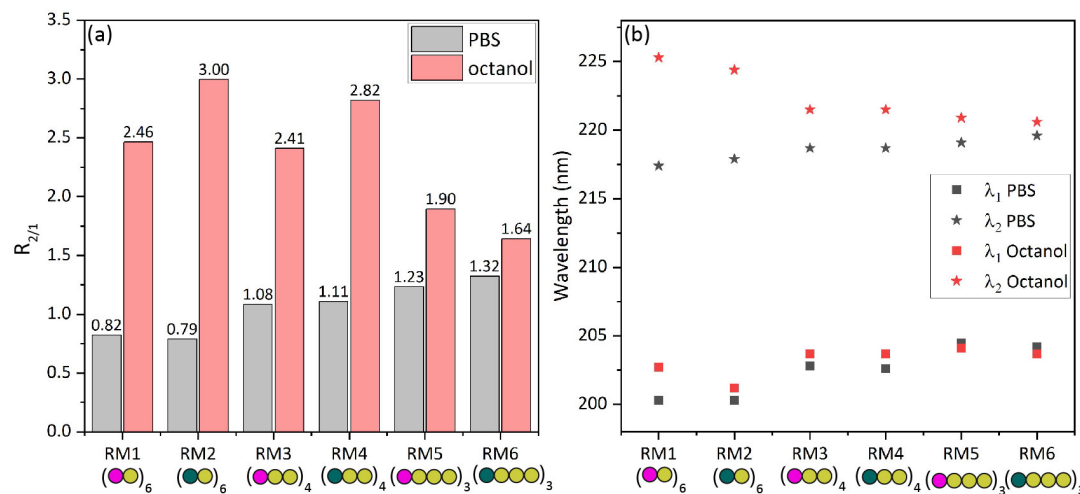 (a)
PBS
octanol
3.5
3.0
2.5
2.0
1.5
1.0
0.5
0.0
R2/1
0.82
2.46
0.79
3.00
1.08
2.41
1.11
2.82
1.23
1.90
1.32
1.64
RM1 RM2 RM3 RM4 RM5 RM6
( )6 ( )6 ( )4 ( )4 ( )3 ( )3
(b)
225
220
215
210
205
200
Wavelength (nm)
λ1 PBS
λ2 PBS
λ1 Octanol
λ2 Octanol
RM1 RM2 RM3 RM4 RM5 RM6
( )6 ( )6 ( )4 ( )4 ( )3 ( )3